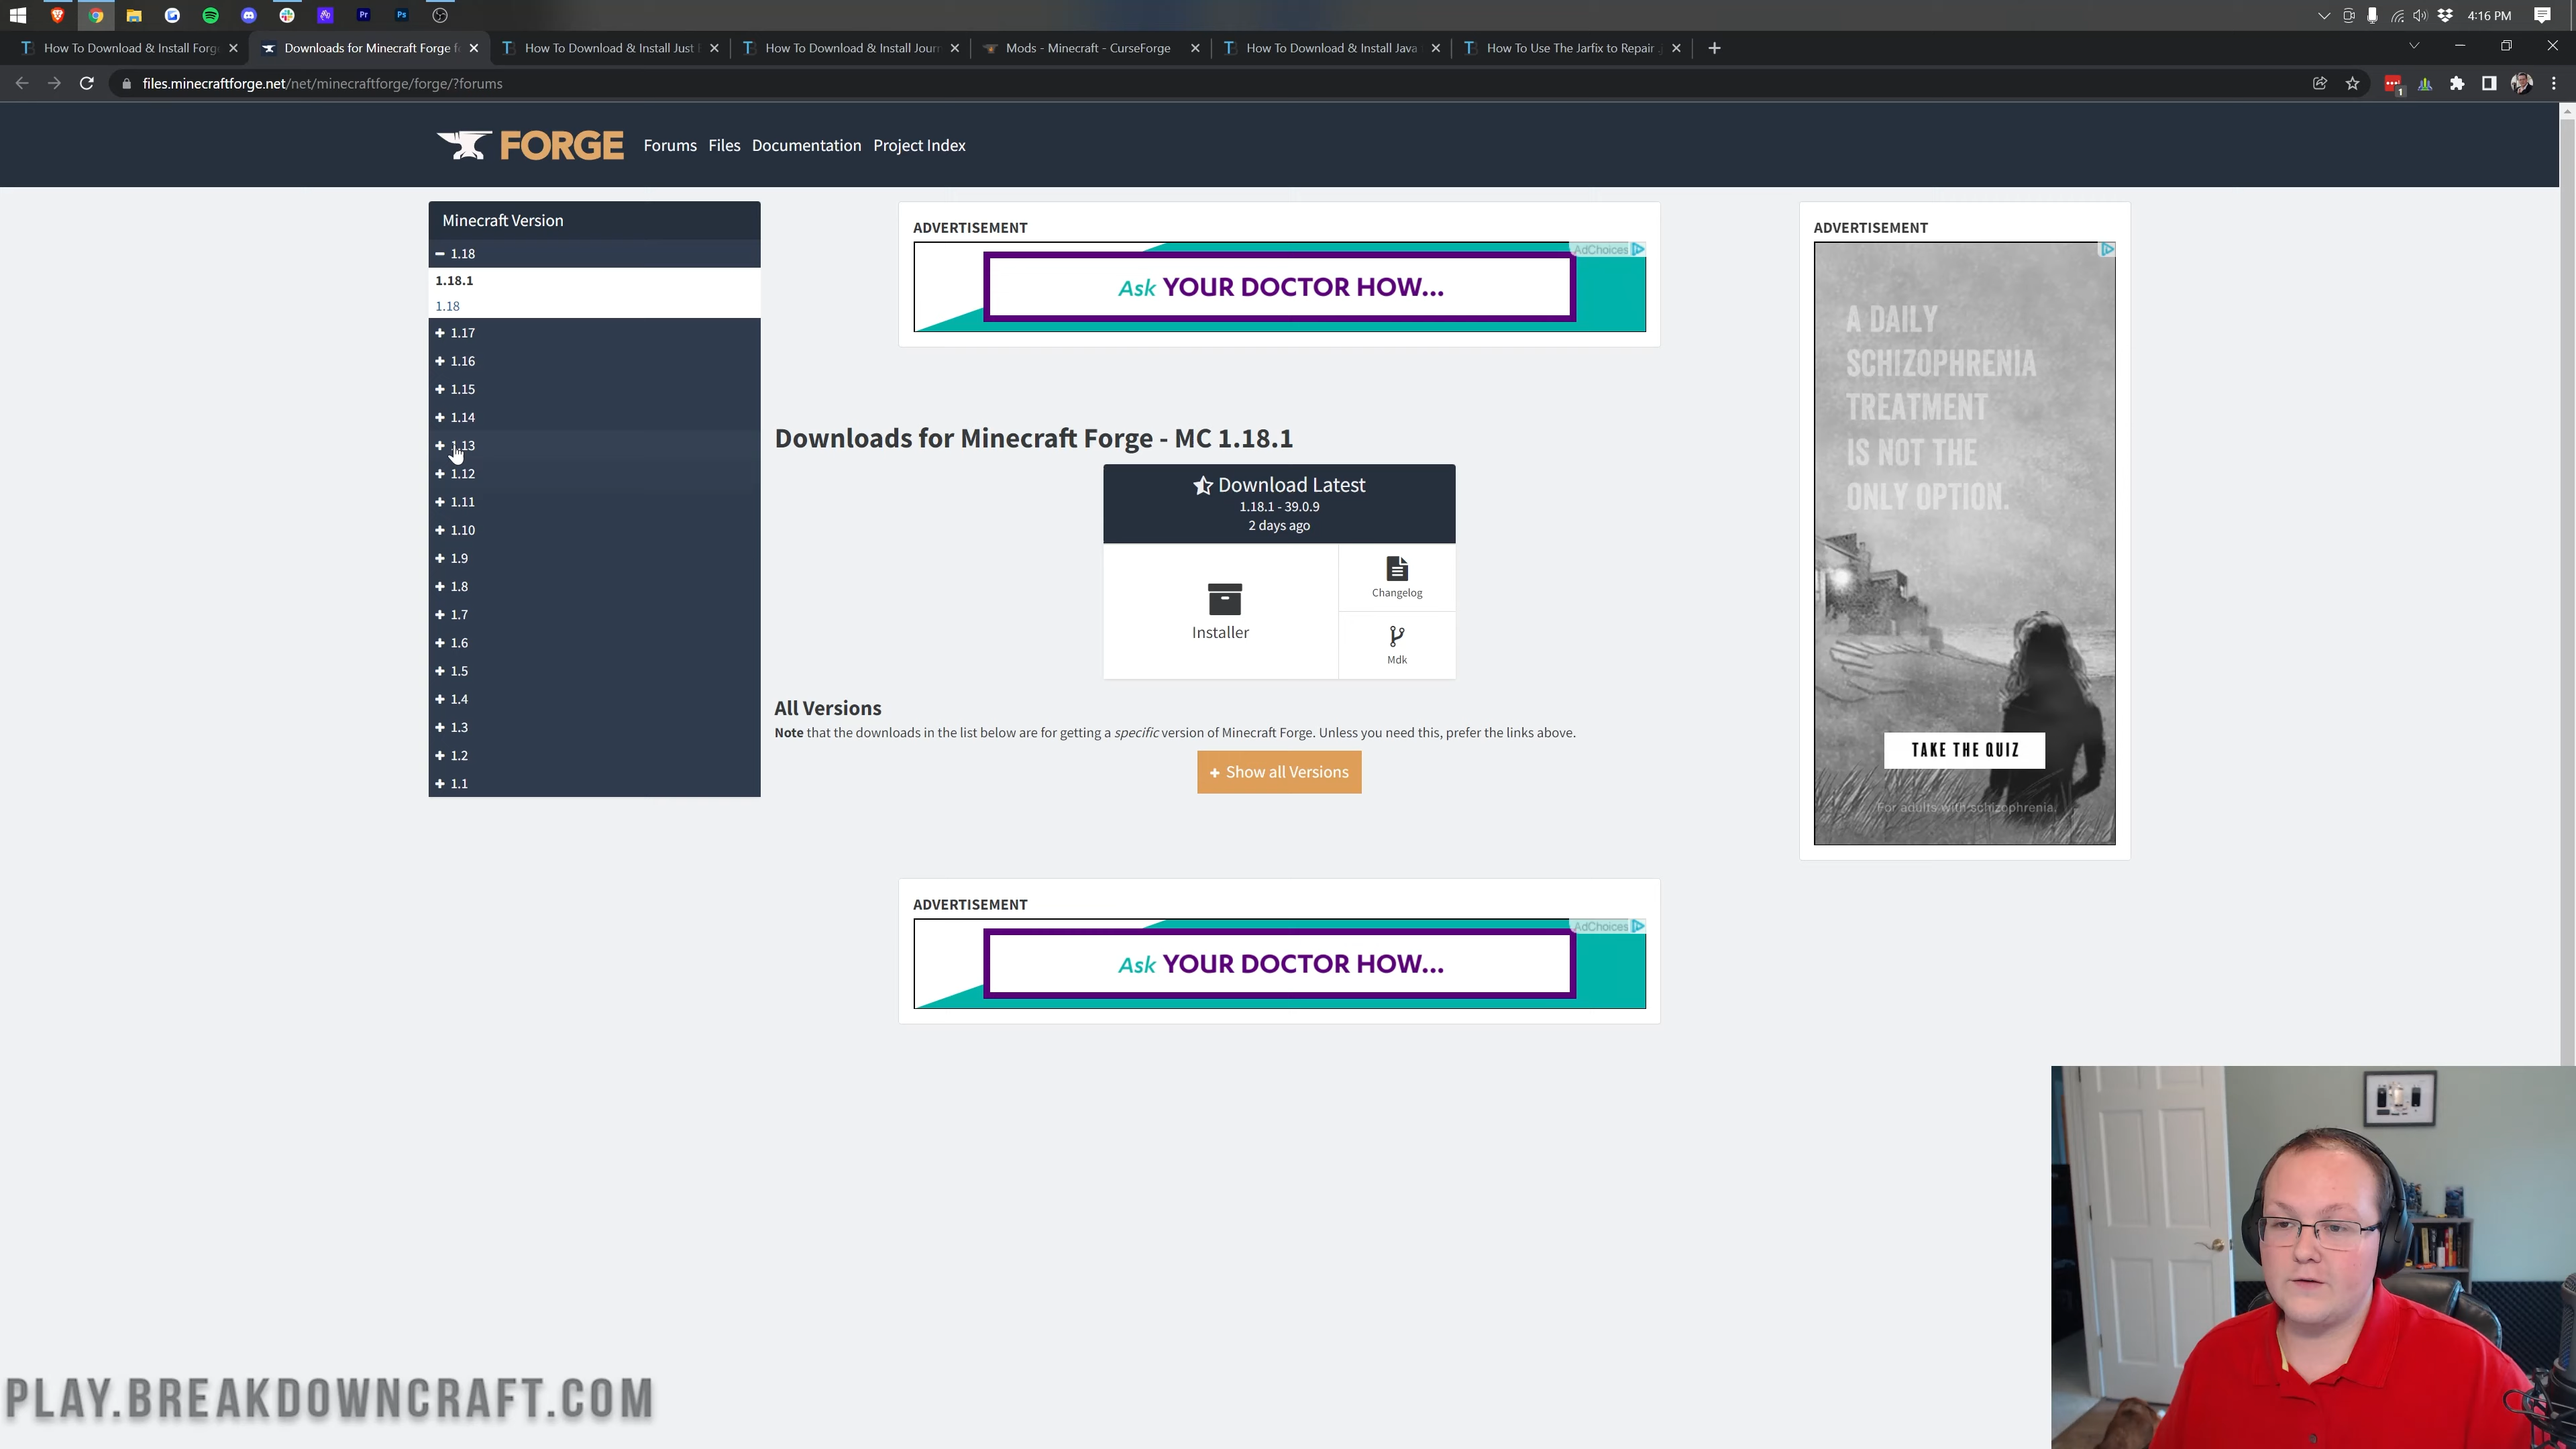 4:16 PM
How To Download & Install Forg
Downloads for Minecraft Forge f
How To Download & Install Just
How To Download & Install Jour
Mods - Minecraft - CurseForge
How To Download & Install Java
How To Use The Jarfix to Repair .j
files.minecraftforge.net/net/minecraftforge/forge/?forums
FORGE
Forums Files Documentation Project Index
Minecraft Version
1.18
1.18.1
1.18
1.17
1.16
1.15
1.14
1.13
1.12
1.11
1.10
1.9
1.8
1.7
1.6
1.5
1.4
1.3
1.2
1.1
ADVERTISEMENT
AdChoices
Ask YOUR DOCTOR HOW...
Downloads for Minecraft Forge - MC 1.18.1
Download Latest
1.18.1 - 39.0.9
2 days ago
Installer
Changelog
Mdk
All Versions
Note that the downloads in the list below are for getting a specific version of Minecraft Forge. Unless you need this, prefer the links above.
+ Show all Versions
ADVERTISEMENT
AdChoices
Ask YOUR DOCTOR HOW...
ADVERTISEMENT
A DAILY
SCHIZOPHRENIA
TREATMENT
IS NOT THE
ONLY OPTION.
TAKE THE QUIZ
For adults with schizophrenia.
PLAY.BREAKDOWNCRAFT.COM